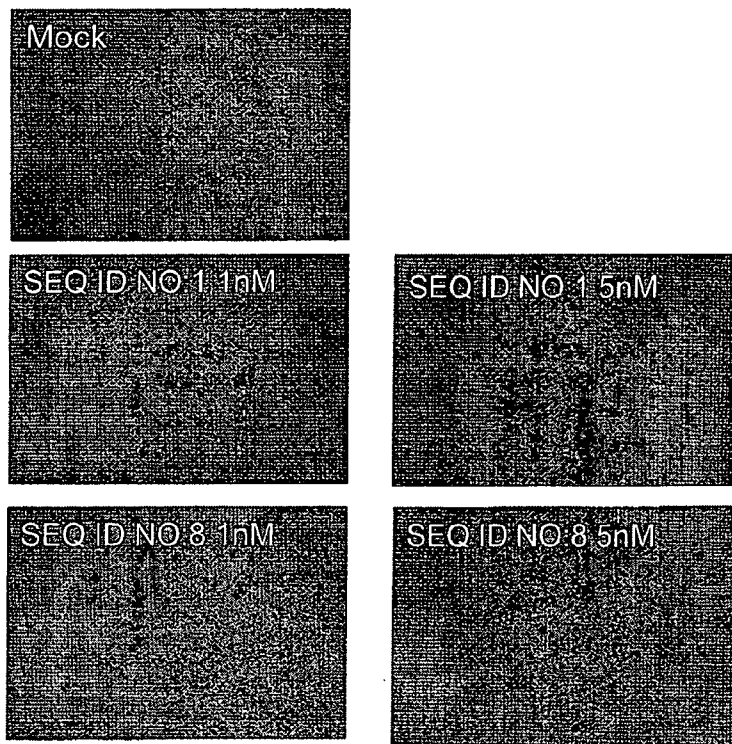 Mock
SEQ ID NO:1 1nM
SEQ ID NO 1 5nM
SEQ ID NO:8 1nM
SEQ ID NO:8 5nM